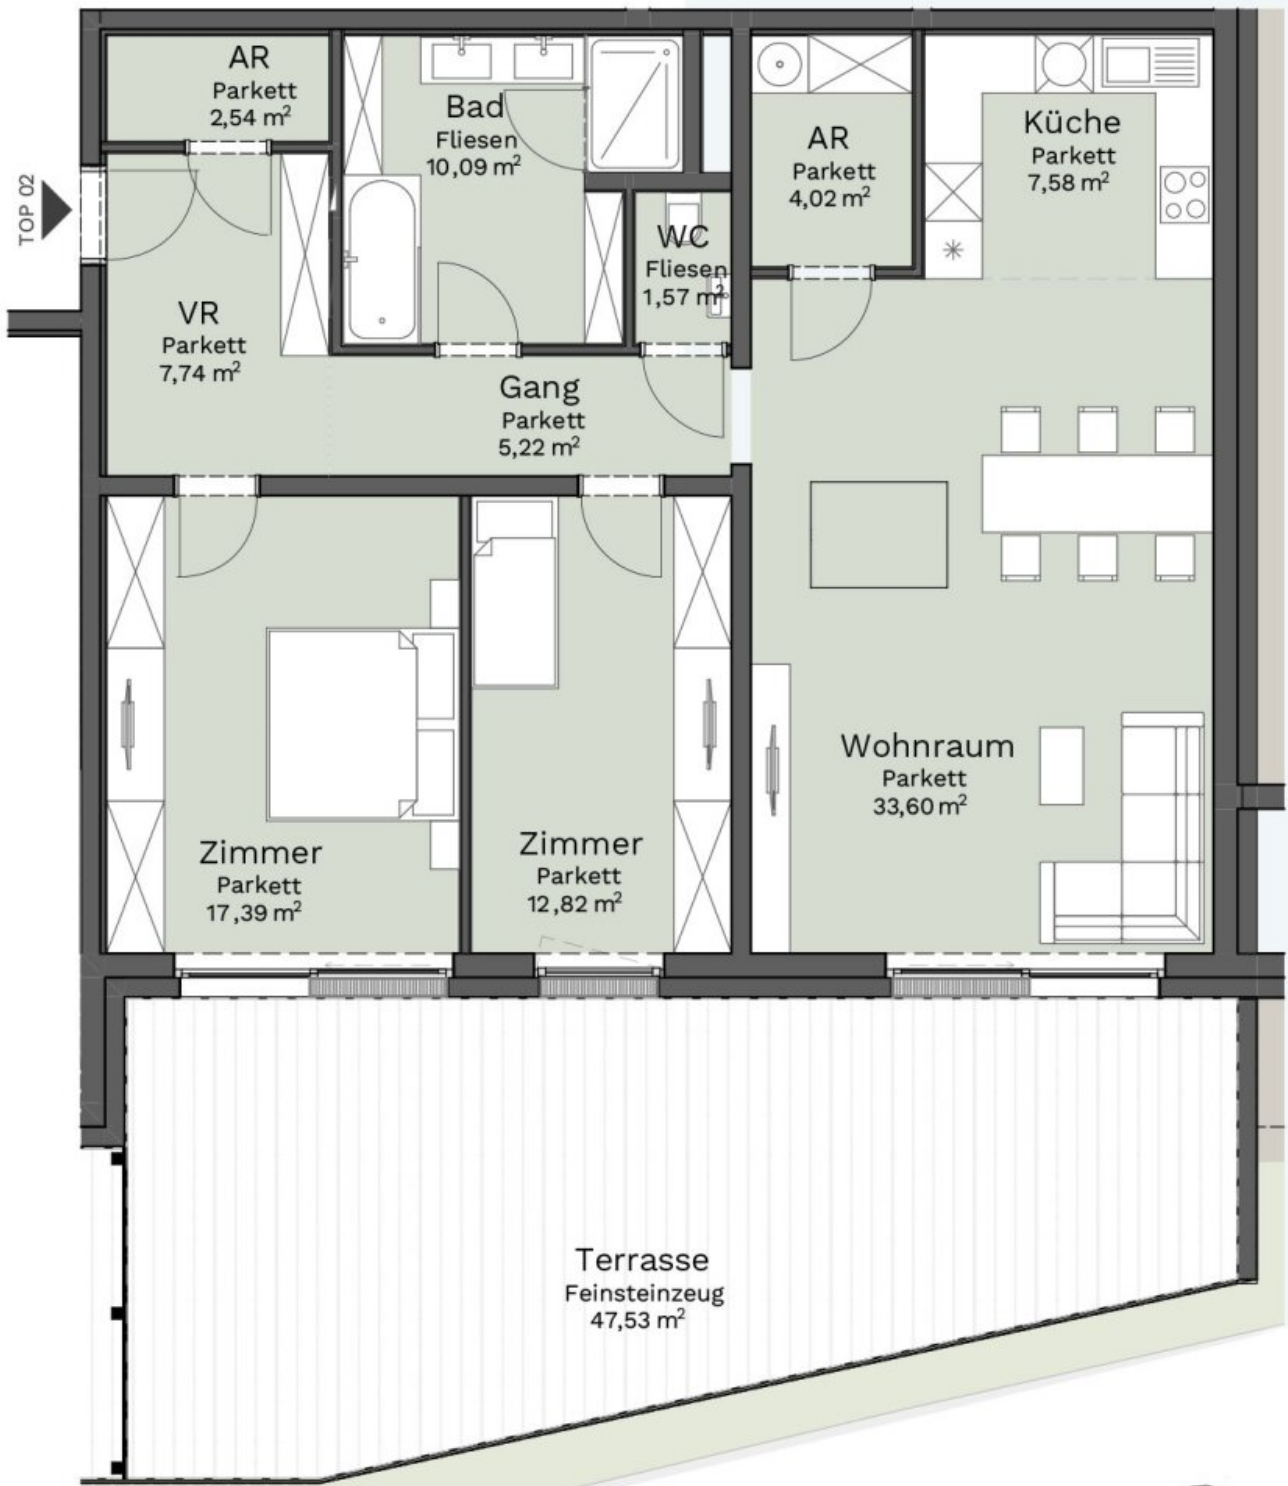 AR
Parkett
2,54 m²
Bad
Fliesen
10,09 m²
AR
Parkett
4,02 m²
Küche
Parkett
7,58 m²
TOP 02
WC
Fliesen
1,57 m²
VR
Parkett
7,74 m²
Gang
Parkett
5,22 m²
Wohnraum
Parkett
33,60 m²
Zimmer
Parkett
17,39 m²
Zimmer
Parkett
12,82 m²
Terrasse
Feinsteinzeug
47,53 m²